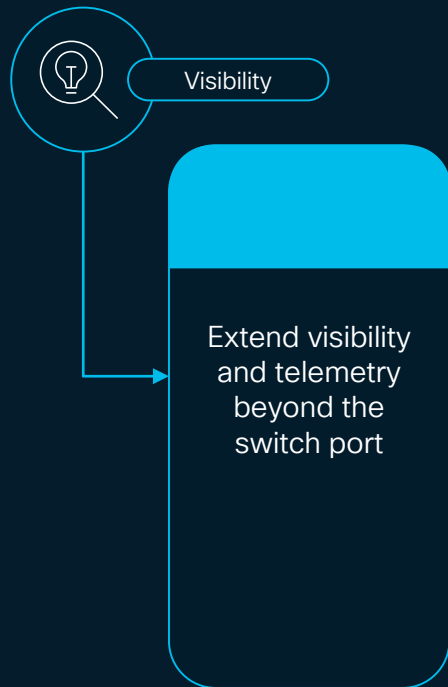 Visibility
Extend visibility
and telemetry
beyond the
switch port